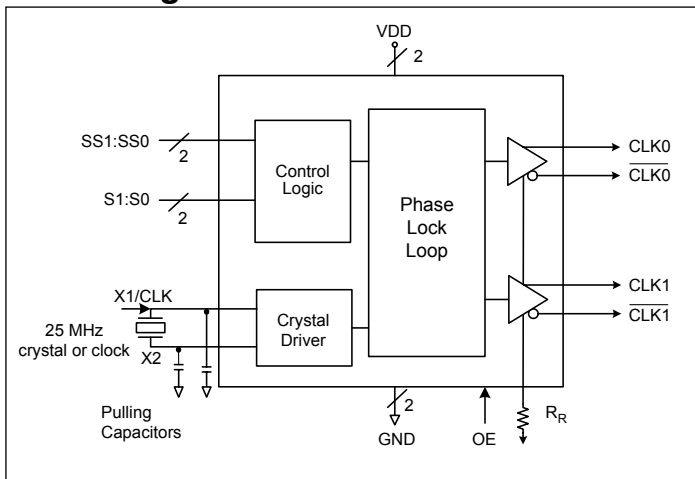 VDD
2
SS1:SS0
2
S1:S0
2
Control
Logic
Phase
Lock
Loop
CLK0
CLK0
CLK1
CLK1
X1/CLK
25 MHz
crystal or clock
X2
Crystal
Driver
Pulling
Capacitors
2
GND
OE
RR